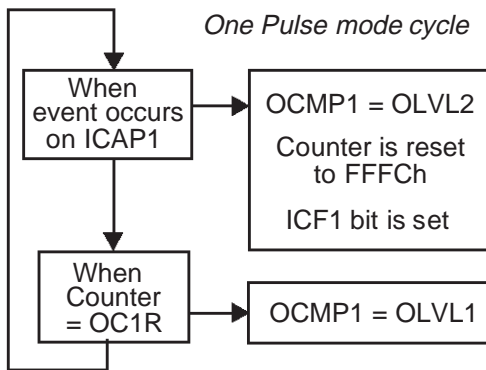 One Pulse mode cycle
When
event occurs
on ICAP1
OCMP1 = OLVL2
Counter is reset
to FFFCh
ICF1 bit is set
When
Counter
= OC1R
OCMP1 = OLVL1